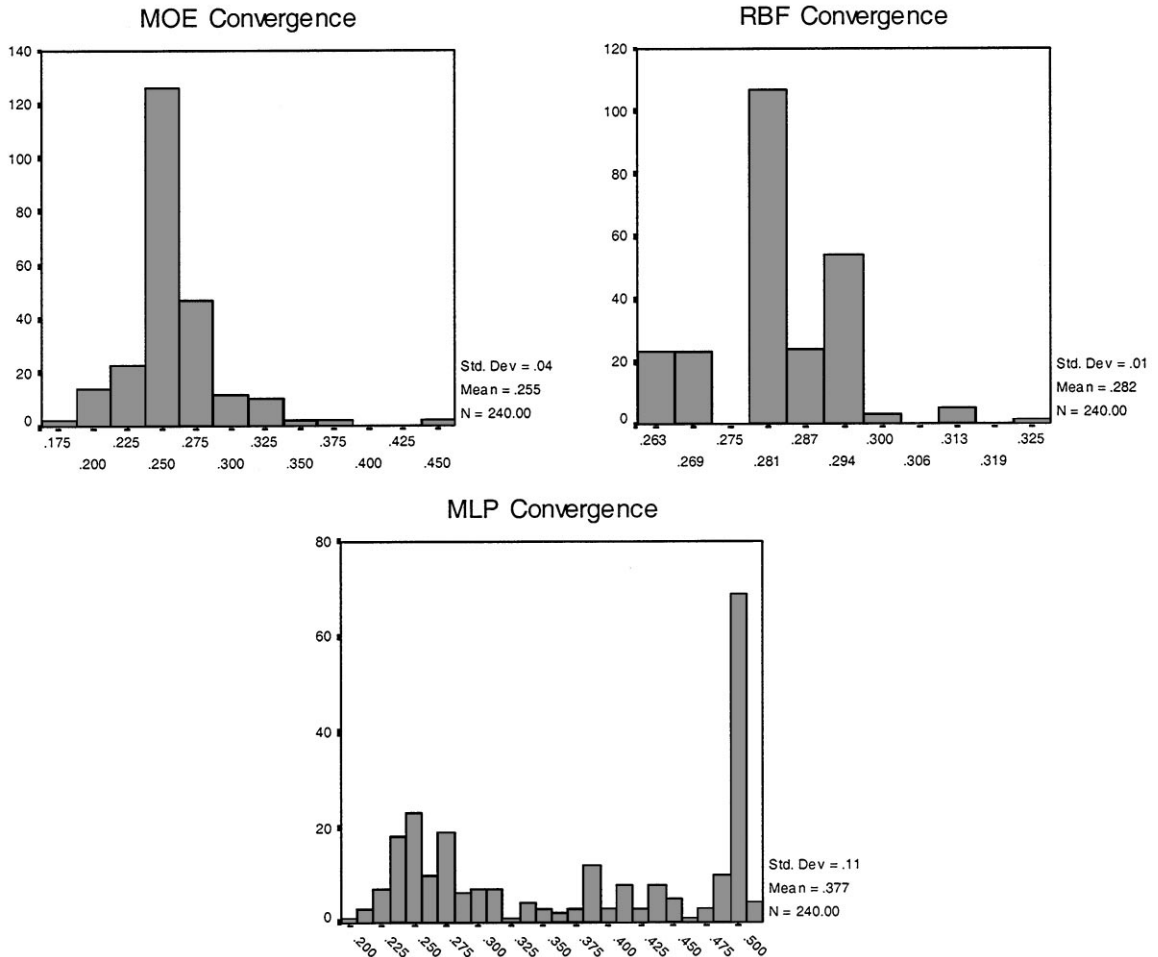 MOE Convergence
140
120
100
80
60
40
20
0
.175 .225 .275 .325 .375 .425
.200 .250 .300 .350 .400 .450
Std. Dev = .04
Mean = .255
N = 240.00
RBF Convergence
120
100
80
60
40
20
0
.263 .275 .287 .300 .313 .325
.269 .281 .294 .306 .319
Std. Dev = .01
Mean = .282
N = 240.00
MLP Convergence
80
60
40
20
0
.200 .225 .250 .275 .300 .325 .350 .375 .400 .425 .450 .475 .500
Std. Dev = .11
Mean = .377
N = 240.00